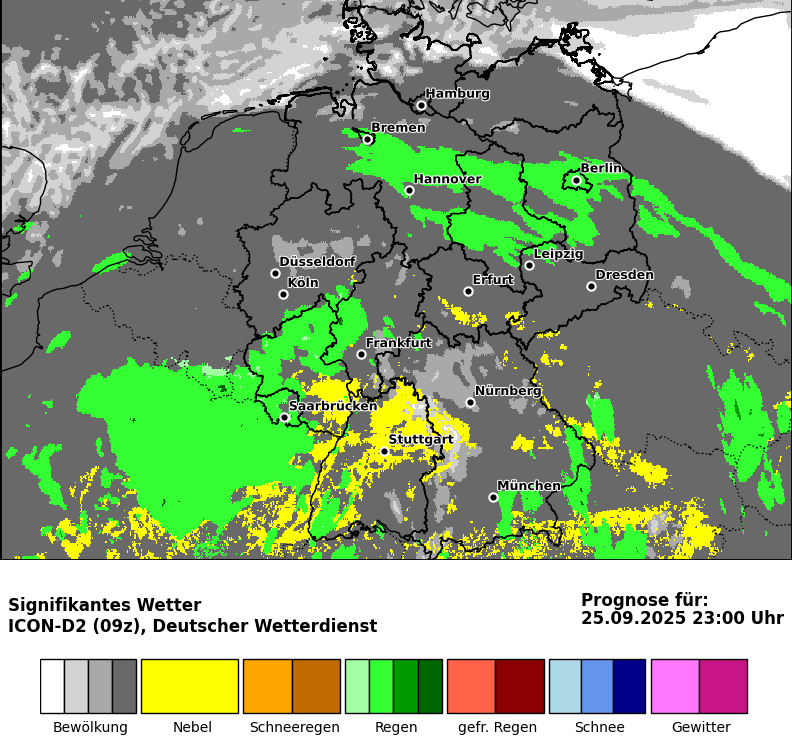 Hamburg
Bremen
Berlin
Hannover
Leipzig
Düsseldorf
Dresden
Köln
Erfurt
Frankfurt
Nürnberg
Saarbrücken
Stuttgart
München
Signifikantes Wetter
ICON-D2 (09z), Deutscher Wetterdienst
Prognose für:
25.09.2025 23:00 Uhr
Bewölkung Nebel Schneeregen Regen gefr. Regen Schnee Gewitter